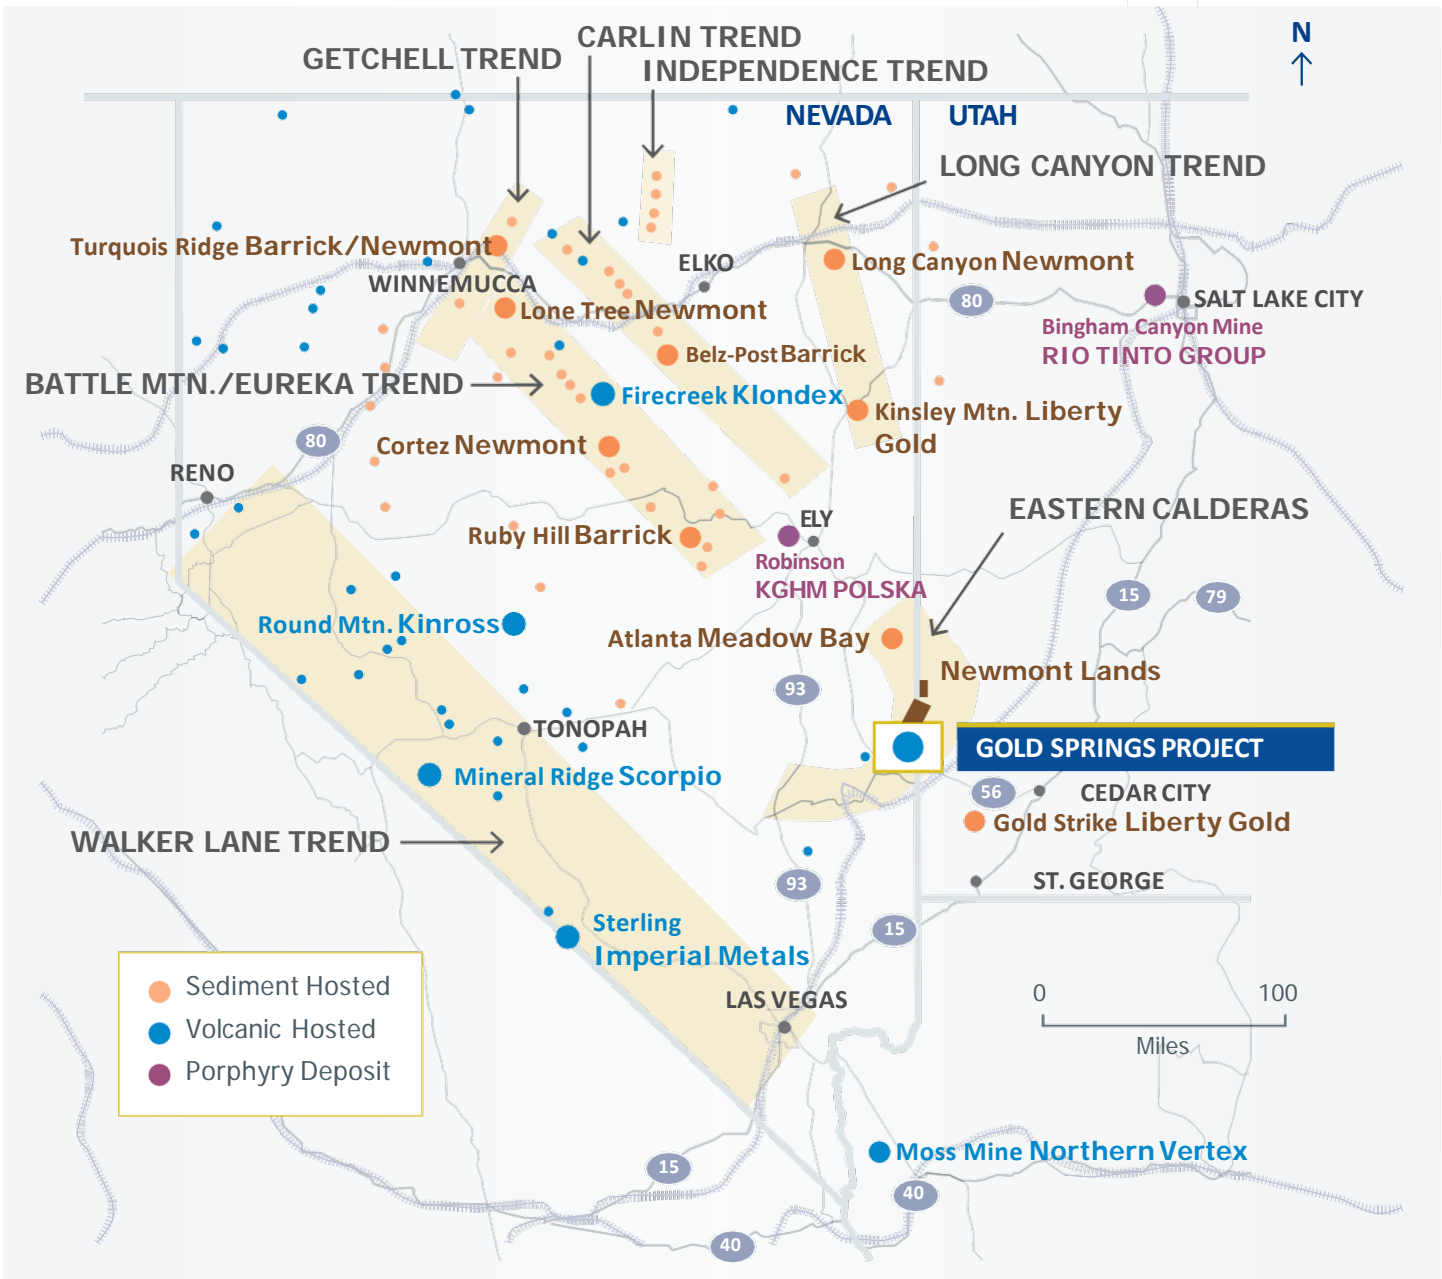 CARLIN TREND
GETCHELL TREND
INDEPENDENCE TREND
N
NEVADA
UTAH
LONG CANYON TREND
Turquois Ridge Barrick/Newmont
WINNEMUCCA
ELKO
Long Canyon Newmont
Lone Tree Newmont
80
SALT LAKE CITY
Bingham Canyon Mine
RIO TINTO GROUP
Belz-Post Barrick
BATTLE MTN./EUREKA TREND
Firecreek Klondex
Kinsley Mtn. Liberty
Gold
80
Cortez Newmont
RENO
EASTERN CALDERAS
ELY
Ruby Hill Barrick
Robinson
KGHM POLSKA
15
79
Round Mtn. Kinross
Atlanta Meadow Bay
Newmont Lands
93
TONOPAH
GOLD SPRINGS PROJECT
Mineral Ridge Scorpio
56
CEDAR CITY
Gold Strike Liberty Gold
WALKER LANE TREND
93
ST. GEORGE
Sterling
Imperial Metals
15
LAS VEGAS
Sediment Hosted
Volcanic Hosted
Porphyry Deposit
0
100
Miles
Moss Mine Northern Vertex
15
40
40